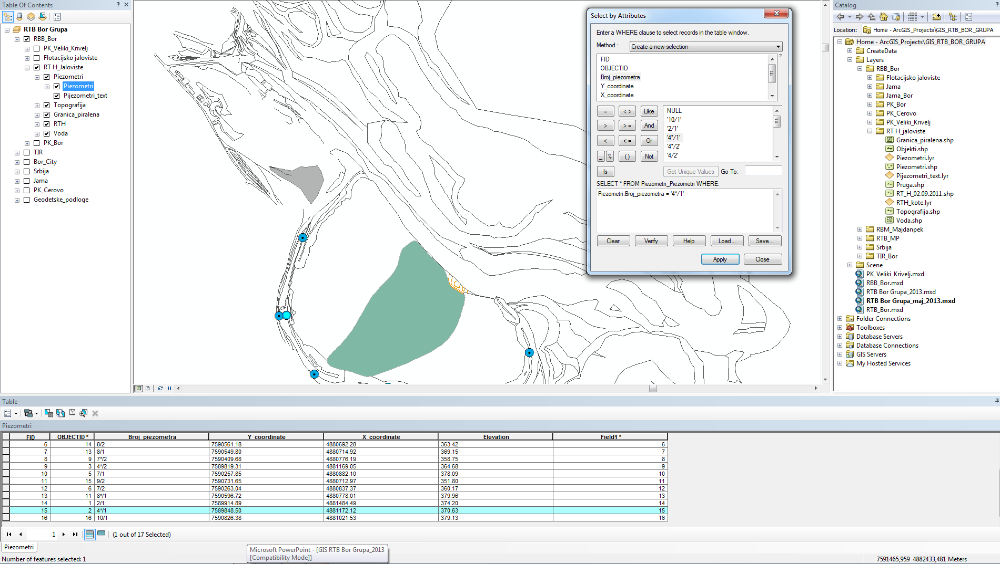 Table Of Contents
RTB Bor Grupa
RBB_Bor
PK_Veliki_Krivelj
Flotacijsko jaloviste
RT H_Jaloviste
Piezometri
Piezometri
Pijezometri_text
Topografija
Granica_piralena
RTH
Voda
PK_Bor
TIR
Bor_City
Srbija
Jama
PK_Cerovo
Geodetske_podloge
Select by Attributes
Enter a WHERE clause to select records in the table window.
Method :
Create a new selection
FID
OBJECTID
Broj_piezometra
Y_coordinate
X_coordinate
= < > Like
> > = And
< < = Or
_ % ( ) Not
Is
NULL
'10/1'
'2/1'
'4*/1'
'4*/2'
'4/2'
Get Unique Values Go To:
SELECT * FROM Piezometri_Piezometri WHERE:
Piezometri.Broj_piezometra = '4*/1'
Clear Verify Help Load... Save...
Apply Close
Catalog
Location: Home - ArcGIS_Projects\GIS_RTB_BOR_GRUPA
Home - ArcGIS_Projects\GIS_RTB_BOR_GRUPA
CreateData
Layers
RBB_Bor
Flotacijsko jaloviste
Jama
Jama_Bor
PK_Bor
PK_Cerovo
PK_Veliki_Krivelj
RT H_jaloviste
Granica_piralena.shp
Objekti.shp
Piezometri.lyr
Piezometri.shp
Pijezometri_text.lyr
Pruga.shp
RT_H_02.09.2011.shp
RTH_kote.lyr
Topografija.shp
Voda.shp
RBM_Majdanpek
RTB_MP
Srbija
TIR_Bor
Scene
PK_Veliki_Krivelj.mxd
RBB_Bor.mxd
RTB Bor Grupa_2013.mxd
RTB Bor Grupa_maj_2013.mxd
RTB_Bor.mxd
Folder Connections
Toolboxes
Database Servers
Database Connections
GIS Servers
My Hosted Services
Table
Piezometri
FID OBJECTID * Broj_piezometra Y_coordinate X_coordinate Elevation Field1 *
6 14 8/2 7590561.18 4880692.28 363.42 6
7 13 8/1 7590549.80 4880714.92 369.15 7
8 9 7*/2 7590409.68 4880776.19 358.75 8
9 3 4*/2 7589819.31 4881169.05 364.68 9
10 5 7/1 7590257.85 4880882.10 378.09 10
11 15 9/2 7590731.65 4880712.97 351.80 11
12 6 7/2 7590263.04 4880837.37 360.17 12
13 11 8*/1 7590596.72 4880778.01 379.96 13
14 1 2/1 7589914.89 4881484.49 374.20 14
15 2 4*/1 7589848.50 4881172.12 370.63 15
16 16 10/1 7590826.38 4881021.53 379.13 16
1 (1 out of 17 Selected)
Piezometri
Microsoft PowerPoint - [GIS RTB Bor Grupa_2013
[Compatibility Mode]]
Number of features selected: 1
7591465,959 4882433,481 Meters